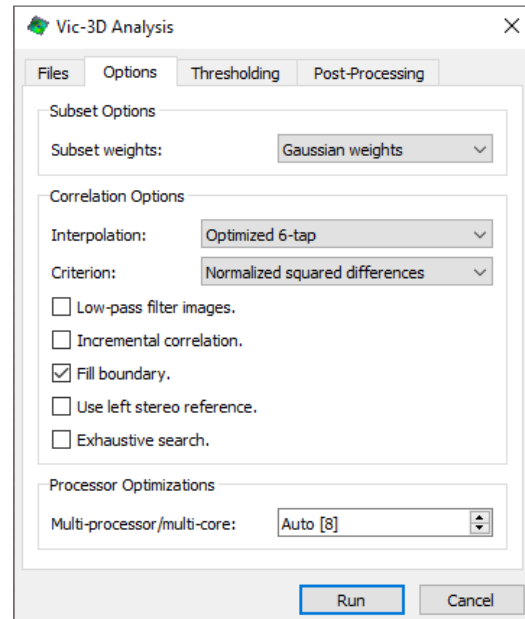 Vic-3D Analysis
Files Options Thresholding Post-Processing
Subset Options
Subset weights: Gaussian weights
Correlation Options
Interpolation: Optimized 6-tap
Criterion: Normalized squared differences
Low-pass filter images.
Incremental correlation.
Fill boundary.
Use left stereo reference.
Exhaustive search.
Processor Optimizations
Multi-processor/multi-core: Auto [8]
Run Cancel